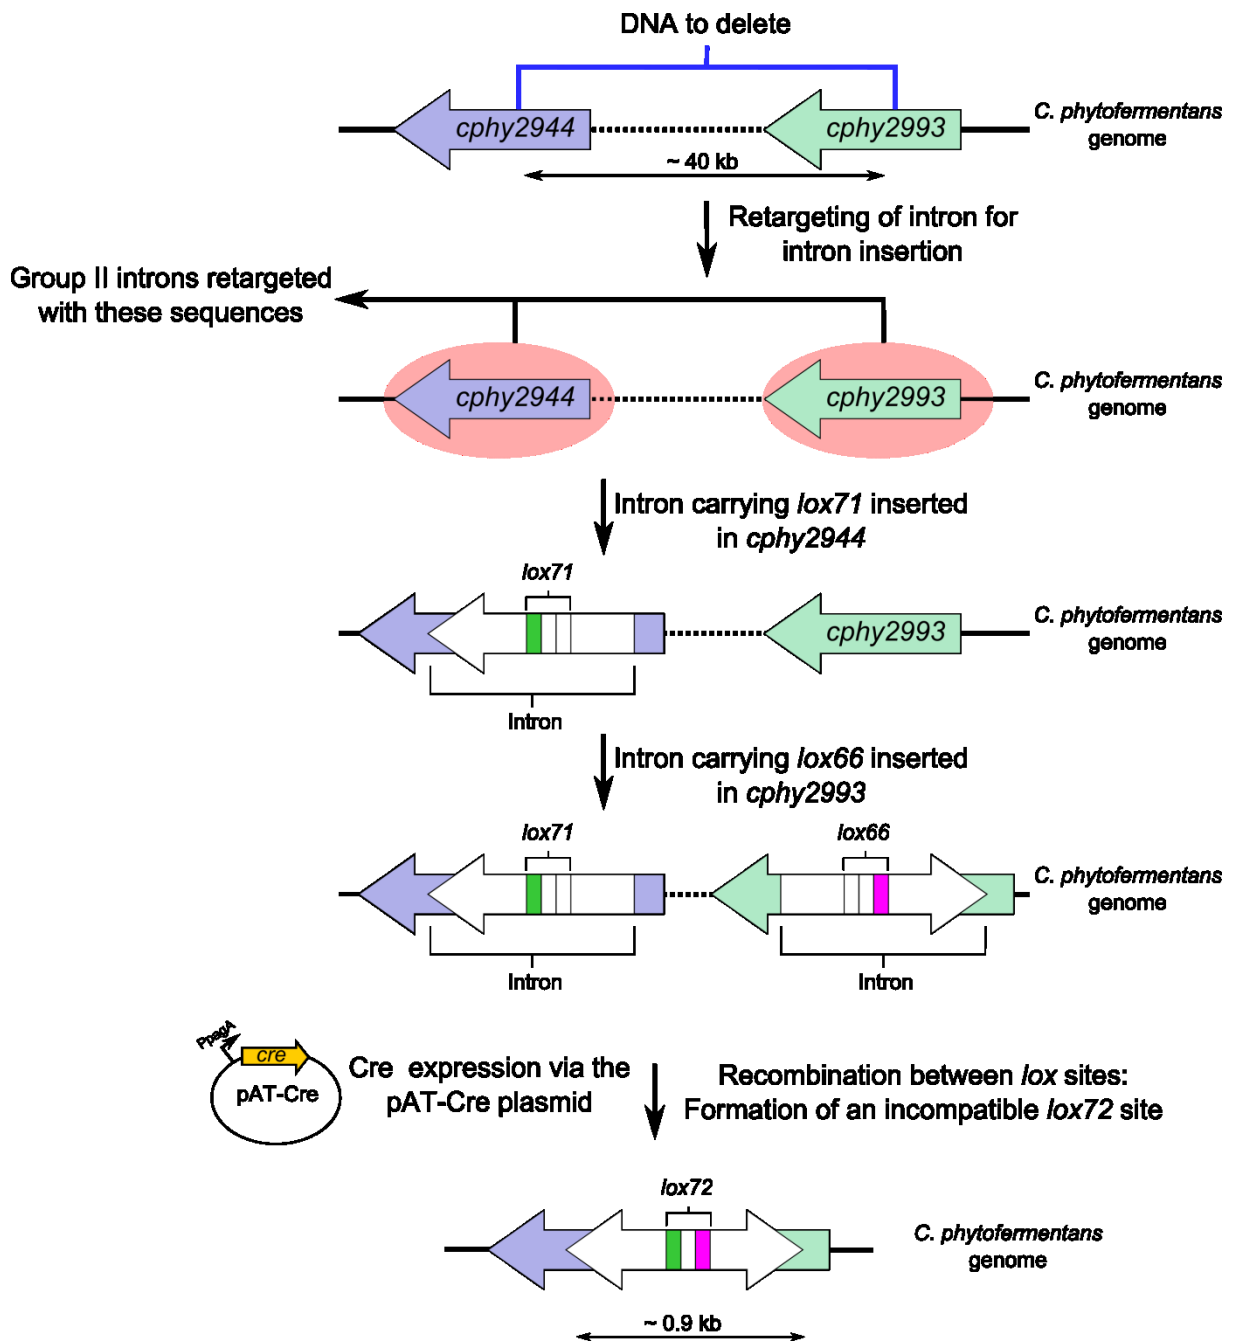 DNA to delete
cphy2944
cphy2993
C. phytofermentans
genome
~ 40 kb
Retargeting of intron for
intron insertion
Group II introns retargeted
with these sequences
cphy2944
cphy2993
C. phytofermentans
genome
Intron carrying lox71 inserted
in cphy2944
lox71
cphy2993
C. phytofermentans
genome
Intron
Intron carrying lox66 inserted
in cphy2993
lox71
lox66
C. phytofermentans
genome
Intron
Intron
PpagA
cre
pAT-Cre
Cre expression via the
pAT-Cre plasmid
Recombination between lox sites:
Formation of an incompatible lox72 site
lox72
C. phytofermentans
genome
~ 0.9 kb